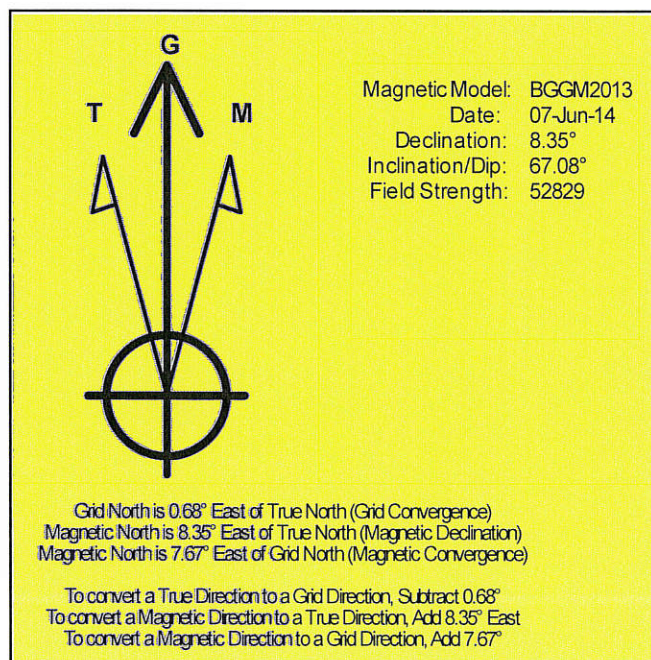 G
T M
Magnetic Model: BGGM2013
Date: 07-Jun-14
Declination: 8.35°
Inclination/Dip: 67.08°
Field Strength: 52829
Grid North is 0.68° East of True North (Grid Convergence)
Magnetic North is 8.35° East of True North (Magnetic Declination)
Magnetic North is 7.67° East of Grid North (Magnetic Convergence)
To convert a True Direction to a Grid Direction, Subtract 0.68°
To convert a Magnetic Direction to a True Direction, Add 8.35° East
To convert a Magnetic Direction to a Grid Direction, Add 7.67°